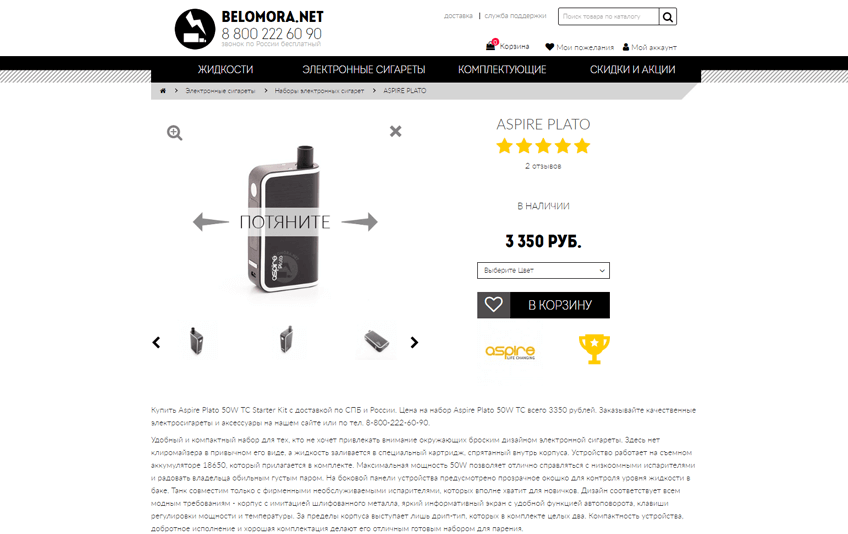 BELOMORA.NET
8 800 222 60 90
звонок по России бесплатный
доставка | служба поддержки
Поиск товара по каталогу
0
Корзина Мои пожелания Мой аккаунт
ЖИДКОСТИ ЭЛЕКТРОННЫЕ СИГАРЕТЫ КОМПЛЕКТУЮЩИЕ СКИДКИ И АКЦИИ
Электронные сигареты > Наборы электронных сигарет > ASPIRE PLATO
ASPIRE PLATO
2 отзывов
В НАЛИЧИИ
ПОТЯНИТЕ
3 350 РУБ.
aspire
plato
Выберите Цвет
В КОРЗИНУ
aspire
VAPE CHANGING
Купить Aspire Plato 50W TC Starter Kit с доставкой по СПБ и России. Цена на набор Aspire Plato 50W TC всего 3350 рублей. Заказывайте качественные
электросигареты и аксессуары на нашем сайте или по тел. 8-800-222-60-90.
Удобный и компактный набор для тех, кто не хочет привлекать внимание окружающих броским дизайном электронной сигареты. Здесь нет
клиромайзера в привычном его виде, а жидкость заливается в специальный картридж, спрятанный внутрь корпуса. Устройство работает на съемном
аккумуляторе 18650, который прилагается в комплекте. Максимальная мощность 50W позволяет отлично справляться с низкоомными испарителями
и радовать владельца обильным густым паром. На боковой панели устройства предусмотрено прозрачное окошко для контроля уровня жидкости в
баке. Танк совместим только с фирменными необслуживаемыми испарителями, которых вполне хватит для новичков. Дизайн соответствует всем
модным требованиям - корпус с имитацией шлифованного металла, яркий информативный экран с удобной функцией автоповорота, клавиши
регулировки мощности и температуры. За пределы корпуса выступает лишь дрип-тип, которых в комплекте целых два. Компактность устройства,
добротное исполнение и хорошая комплектация делают его отличным готовым набором для парения.